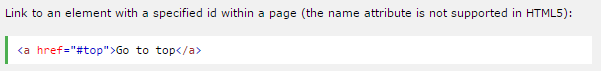 Link to an element with a specified id within a page (the name attribute is not supported in HTML5):
<a href="#top">Go to top</a>